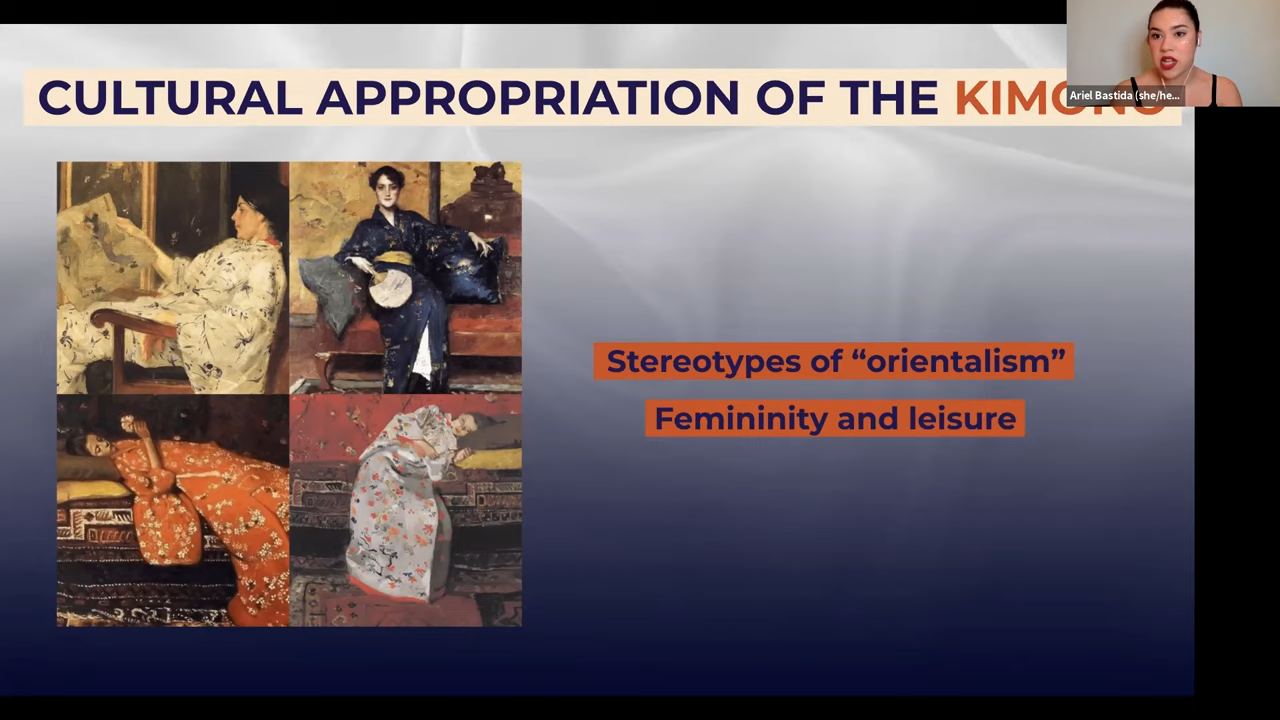 CULTURAL APPROPRIATION OF THE KIMONO
Ariel Bastida (she/he...
Stereotypes of “orientalism”
Femininity and leisure